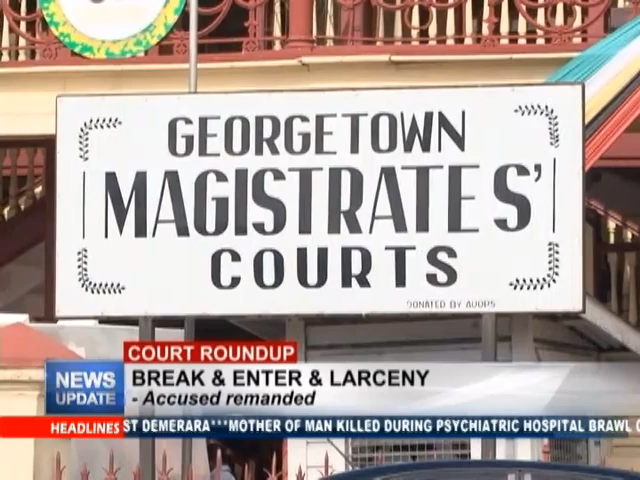 GEORGETOWN
MAGISTRATES'
COURTS
DONATED BY AUOPS
COURT ROUNDUP
NEWS
UPDATE
BREAK & ENTER & LARCENY
- Accused remanded
HEADLINES ST DEMERARA***MOTHER OF MAN KILLED DURING PSYCHIATRIC HOSPITAL BRAWL